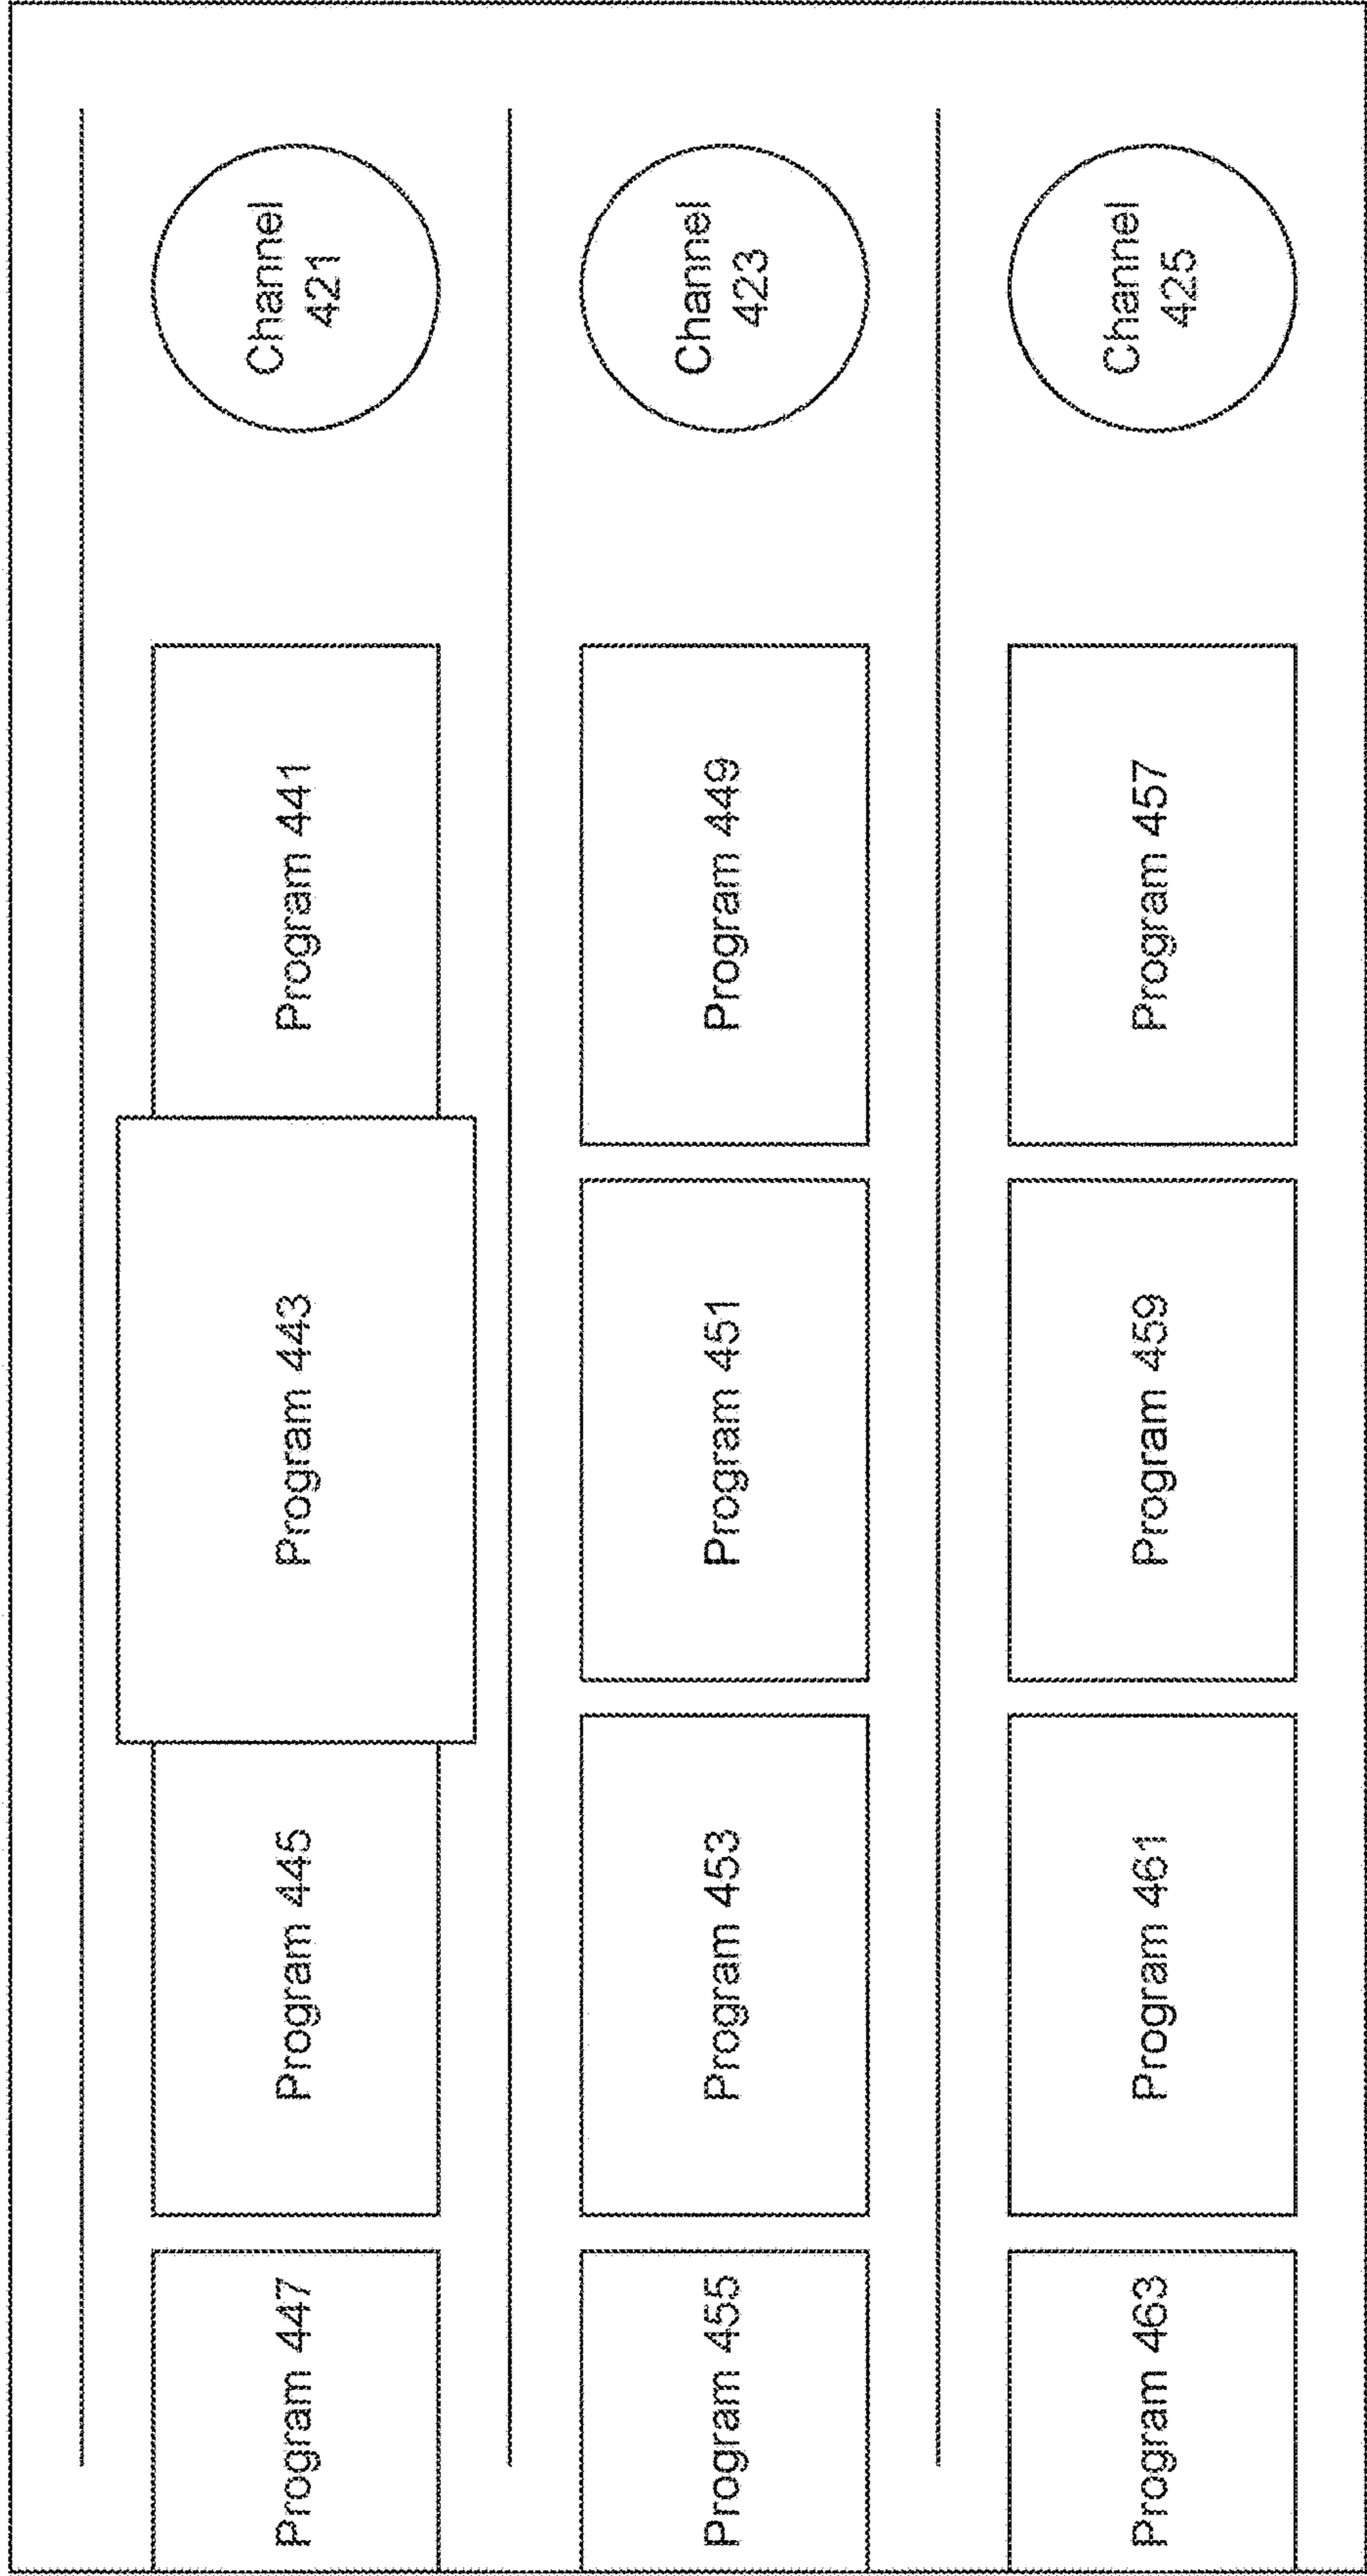 Program 447
Program 445
Program 443
Program 441
Channel
421
Program 455
Program 453
Program 451
Program 449
Channel
423
Program 463
Program 461
Program 459
Program 457
Channel
425